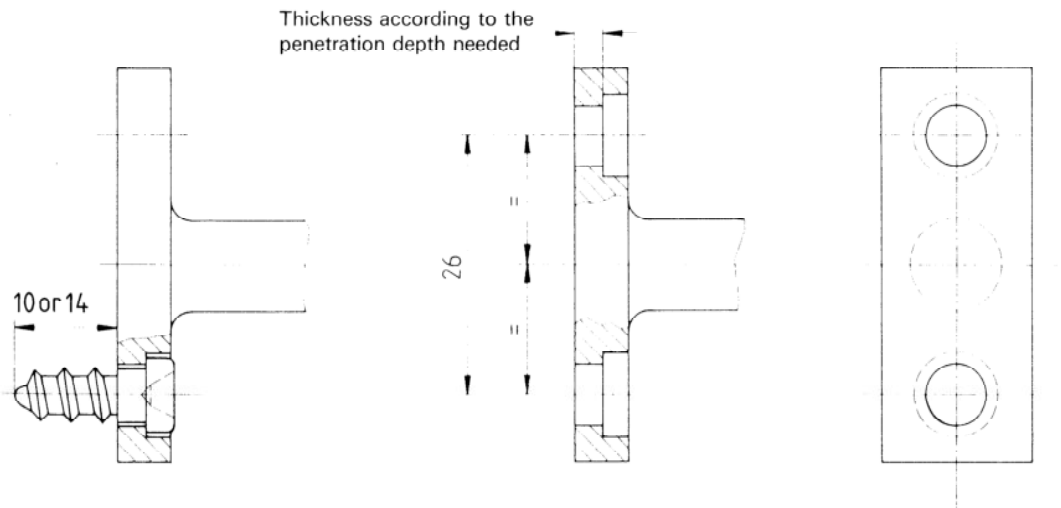 Thickness according to the
penetration depth needed
10 or 14
26
=
=